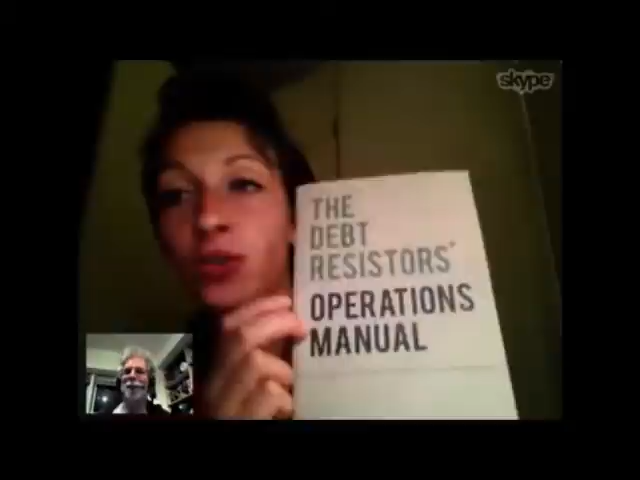 skype
THE
DEBT
RESISTORS'
OPERATIONS
MANUAL